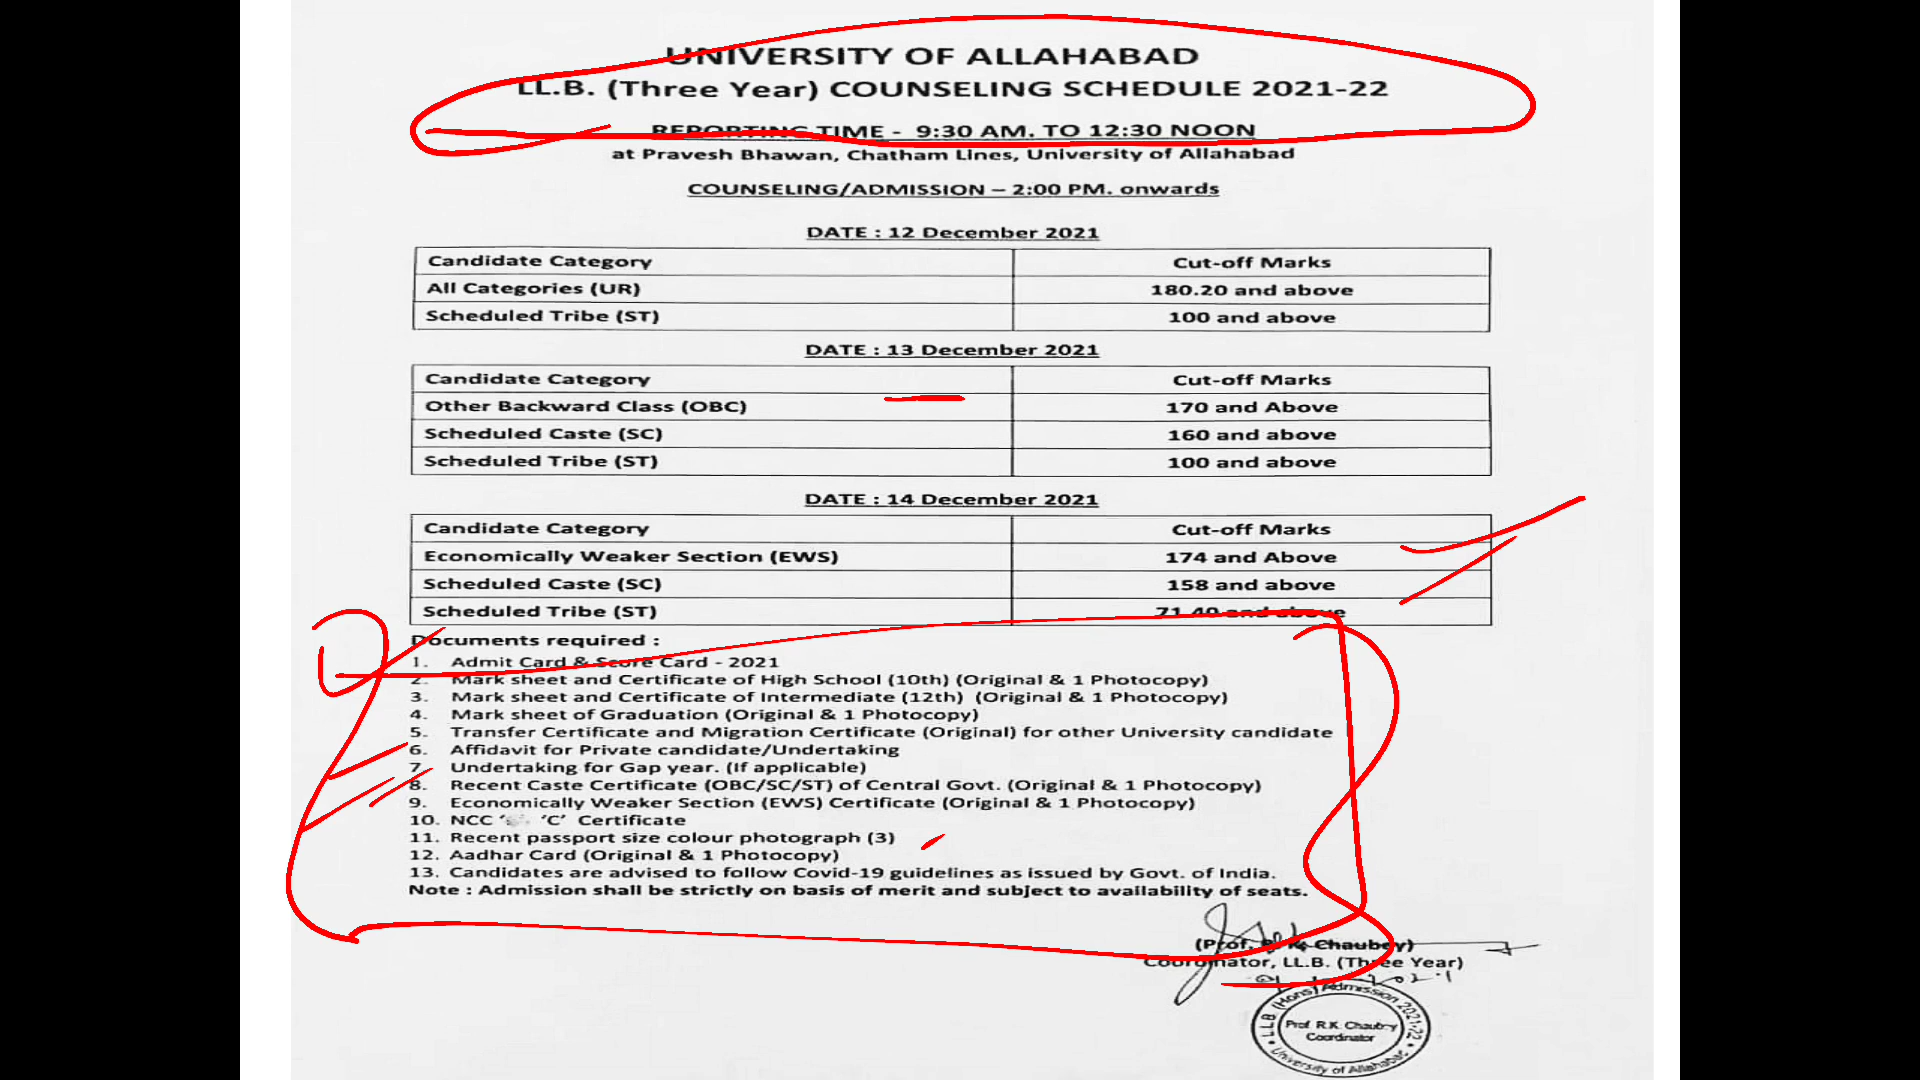 UNIVERSITY OF ALLAHABAD
LL.B. (Three Year) COUNSELING SCHEDULE 2021-22
REPORTING TIME - 9:30 AM. TO 12:30 NOON
at Pravesh Bhawan, Chatham Lines, University of Allahabad
COUNSELING/ADMISSION – 2:00 PM. onwards
DATE : 12 December 2021
Candidate Category Cut-off Marks
All Categories (UR) 180.20 and above
Scheduled Tribe (ST) 100 and above
DATE : 13 December 2021
Candidate Category Cut-off Marks
Other Backward Class (OBC) 170 and Above
Scheduled Caste (SC) 160 and above
Scheduled Tribe (ST) 100 and above
DATE : 14 December 2021
Candidate Category Cut-off Marks
Economically Weaker Section (EWS) 174 and Above
Scheduled Caste (SC) 158 and above
Scheduled Tribe (ST) 71.40 and above
Documents required :
1. Admit Card & Score Card - 2021
2. Mark sheet and Certificate of High School (10th) (Original & 1 Photocopy)
3. Mark sheet and Certificate of Intermediate (12th) (Original & 1 Photocopy)
4. Mark sheet of Graduation (Original & 1 Photocopy)
5. Transfer Certificate and Migration Certificate (Original) for other University candidate
6. Affidavit for Private candidate/Undertaking
7. Undertaking for Gap year. (If applicable)
8. Recent Caste Certificate (OBC/SC/ST) of Central Govt. (Original & 1 Photocopy)
9. Economically Weaker Section (EWS) Certificate (Original & 1 Photocopy)
10. NCC 'C' Certificate
11. Recent passport size colour photograph (3)
12. Aadhar Card (Original & 1 Photocopy)
13. Candidates are advised to follow Covid-19 guidelines as issued by Govt. of India.
Note : Admission shall be strictly on basis of merit and subject to availability of seats.
(Prof. R. K. Chaubey)
Coordinator, LL.B. (Three Year)
LLB (Hons) Admission 2021-22
Prof. R.K. Chaubey
Coordinator
University of Allahabad